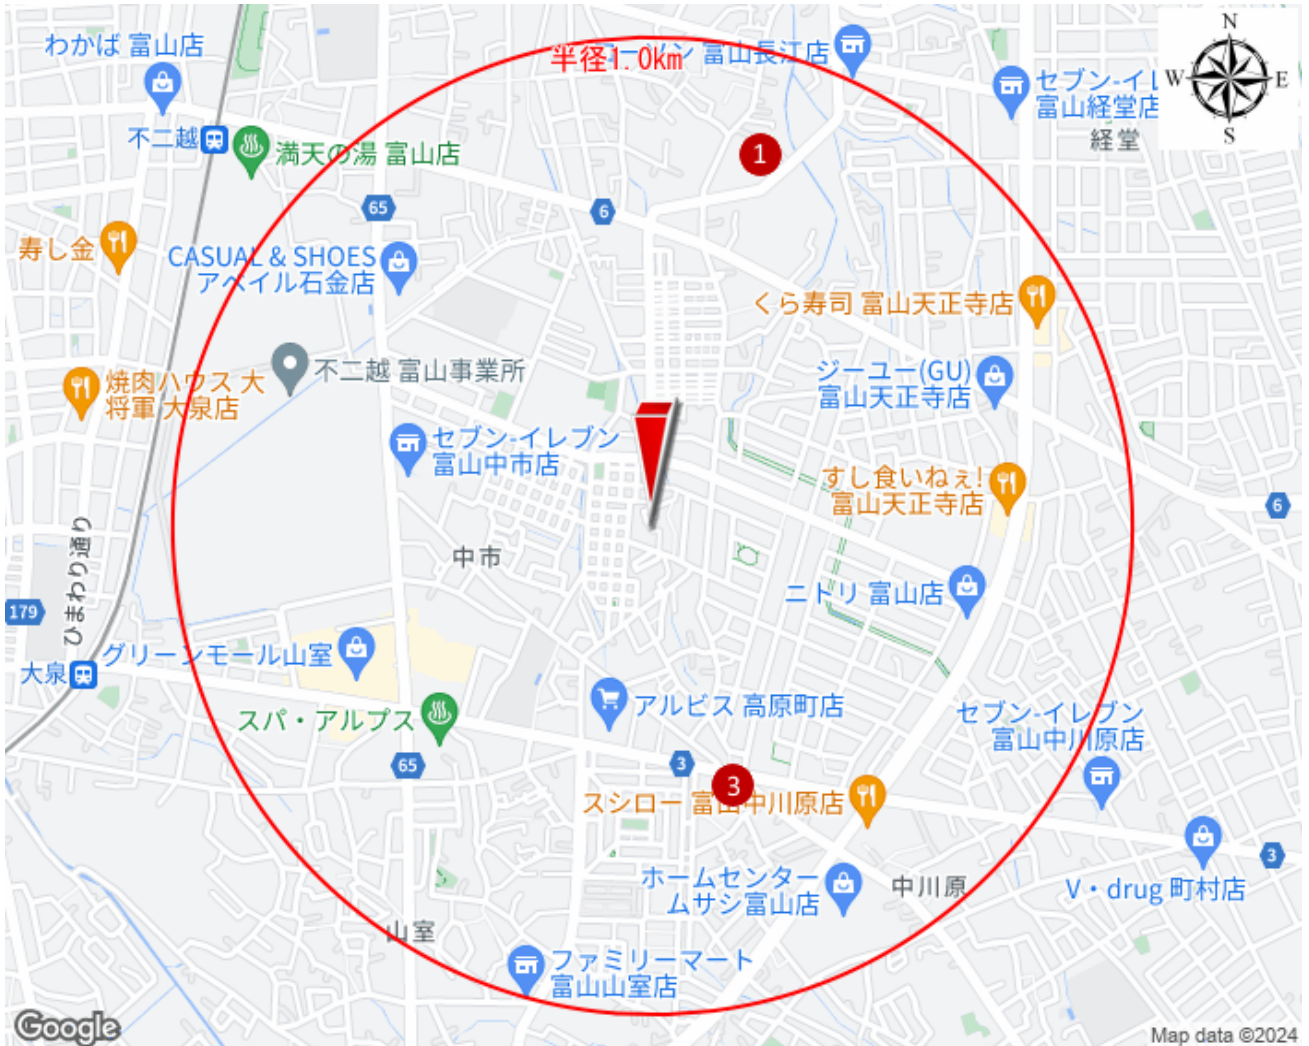 わかば 富山店
半径1.0km
ーソン 富山長江店
N
W
E
S
セブン-イレ
富山経堂店
経堂
不二越
満天の湯 富山店
65
6
1
寿し金
CASUAL & SHOES
アベイル石金店
くら寿司 富山天正寺店
不二越 富山事業所
ジーユー(GU)
富山天正寺店
焼肉ハウス 大
将軍 大泉店
セブン-イレブン
富山中市店
すし食いねぇ!
富山天正寺店
6
ひまわり通り
中市
ニトリ 富山店
179
大泉
グリーンモール山室
スパ・アルプス
アルビス 高原町店
セブン-イレブン
富山中川原店
65
3
3
スシロー 富山中川原店
3
ホームセンター
ムサシ富山店
中川原
V・drug 町村店
山室
ファミリーマート
富山山室店
Google
Map data ©2024